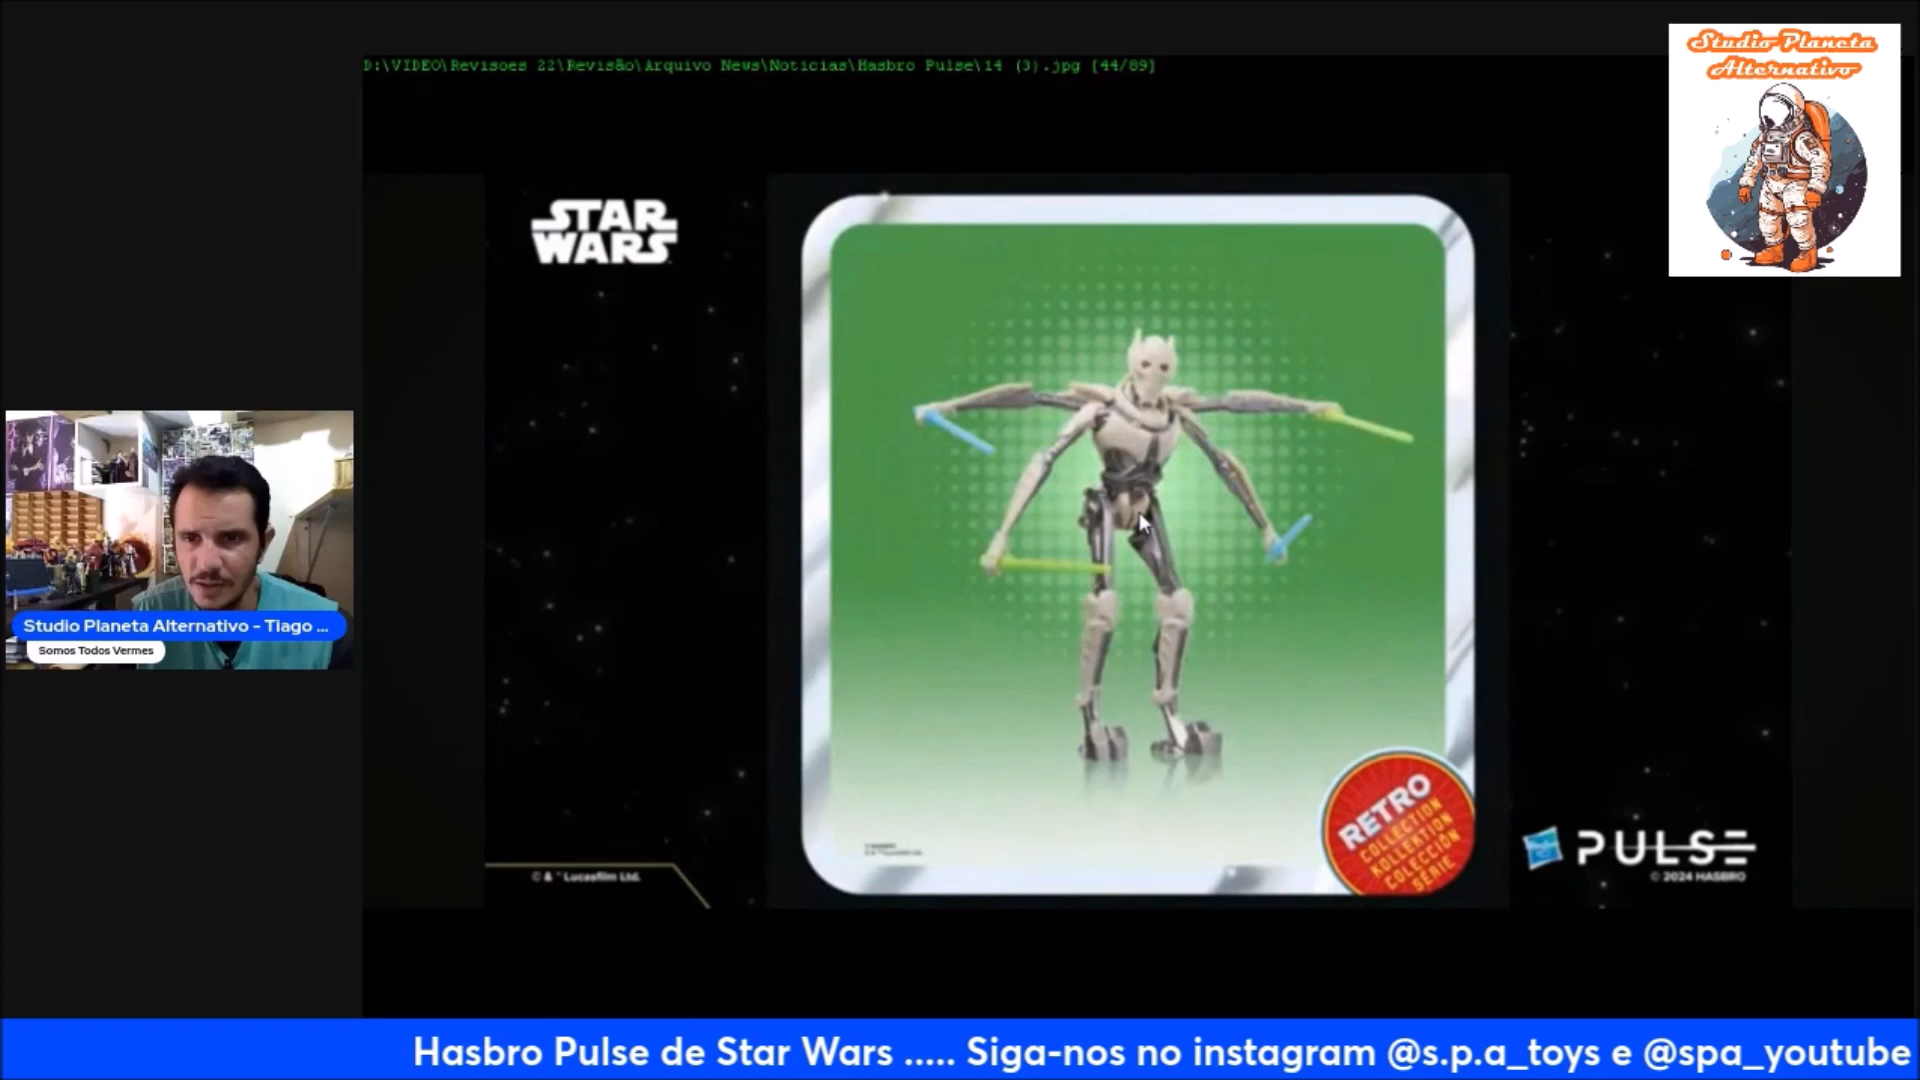 D:\VIDEO\Revisoes 22\Revisão\Arquivo News\Noticias\Hasbro Pulse\14 (3).jpg [44/89]
Studio Planeta
Alternativo
STAR
WARS
Studio Planeta Alternativo - Tiago ...
Somos Todos Vermes
RETRO
COLLECTION
KOLLEKTION
COLECCIÓN
SÉRIE
PULSE
© 2024 HASBRO
© & ™ Lucasfilm Ltd.
Hasbro Pulse de Star Wars ..... Siga-nos no instagram @s.p.a_toys e @spa_youtube